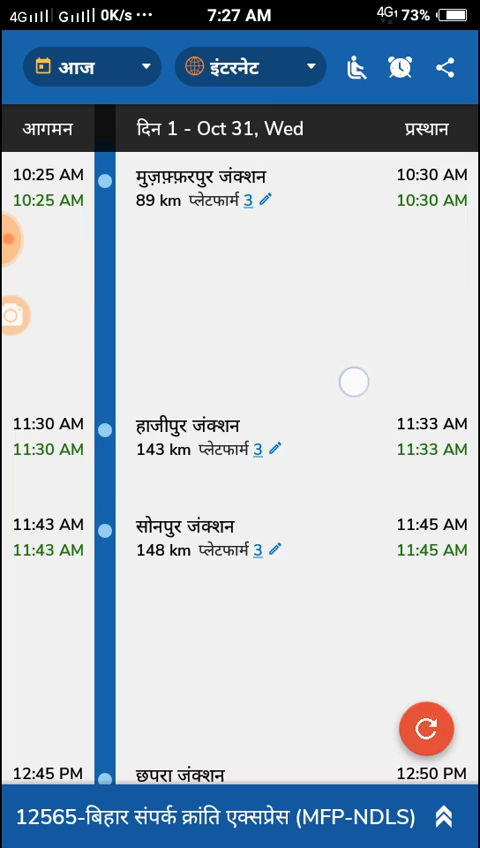 4G G 0K/s ... 7:27 AM 4G1 73%
आज इंटरनेट
आगमन दिन 1 - Oct 31, Wed प्रस्थान
10:25 AM मुज़फ़्फ़रपुर जंक्शन 10:30 AM
10:25 AM 89 km प्लेटफार्म 3 10:30 AM
11:30 AM हाजीपुर जंक्शन 11:33 AM
11:30 AM 143 km प्लेटफार्म 3 11:33 AM
11:43 AM सोनपुर जंक्शन 11:45 AM
11:43 AM 148 km प्लेटफार्म 3 11:45 AM
12:45 PM छपरा जंक्शन 12:50 PM
12565-बिहार संपर्क क्रांति एक्सप्रेस (MFP-NDLS)